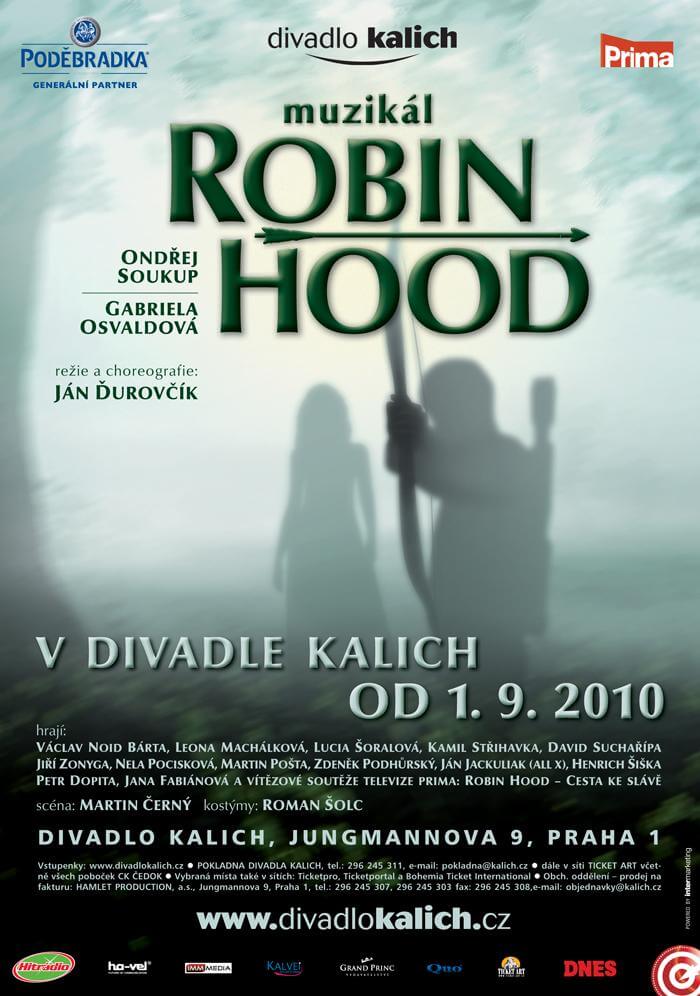 PODĚBRADKA
GENERÁLNÍ PARTNER
divadlo kalich
Prima
muzikál
ROBIN
HOOD
ONDŘEJ
SOUKUP
GABRIELA
OSVALDOVÁ
režie a choreografie:
JÁN ĎUROVČÍK
V DIVADLE KALICH
OD 1. 9. 2010
hrají:
VÁCLAV NOID BÁRTA, LEONA MACHÁLKOVÁ, LUCIA ŠORALOVÁ, KAMIL STŘIHAVKA, DAVID SUCHAŘÍPA
JIŘÍ ZONYGA, NELA POCISKOVÁ, MARTIN POŠTA, ZDENĚK PODHŮRSKÝ, JÁN JACKULIAK (ALL X), HENRICH ŠIŠKA
PETR DOPITA, JANA FABIÁNOVÁ A VÍTĚZOVÉ SOUTĚŽE TELEVIZE PRIMA: ROBIN HOOD – CESTA KE SLÁVĚ
scéna: MARTIN ČERNÝ kostýmy: ROMAN ŠOLC
DIVADLO KALICH, JUNGMANNOVA 9, PRAHA 1
Vstupenky: www.divadlokalich.cz ● POKLADNA DIVADLA KALICH, tel.: 296 245 311, e-mail: pokladna@kalich.cz ● dále v síti TICKET ART včet-
ně všech poboček CK ČEDOK ● Vybraná místa také v sítích: Ticketpro, Ticketportal a Bohemia Ticket International ● Obch. oddělení – prodej na
fakturu: HAMLET PRODUCTION, a.s., Jungmannova 9, Praha 1, tel.: 296 245 307, 296 245 303 fax: 296 245 308,e-mail: objednavky@kalich.cz
POWERED BY intermarketing
www.divadlokalich.cz
Hitrádio
ha-vel
IMM MEDIA
KALVEI
GRAND PRINC
VYDAVATELSTVÍ
Quo
TICKET ART
DNES